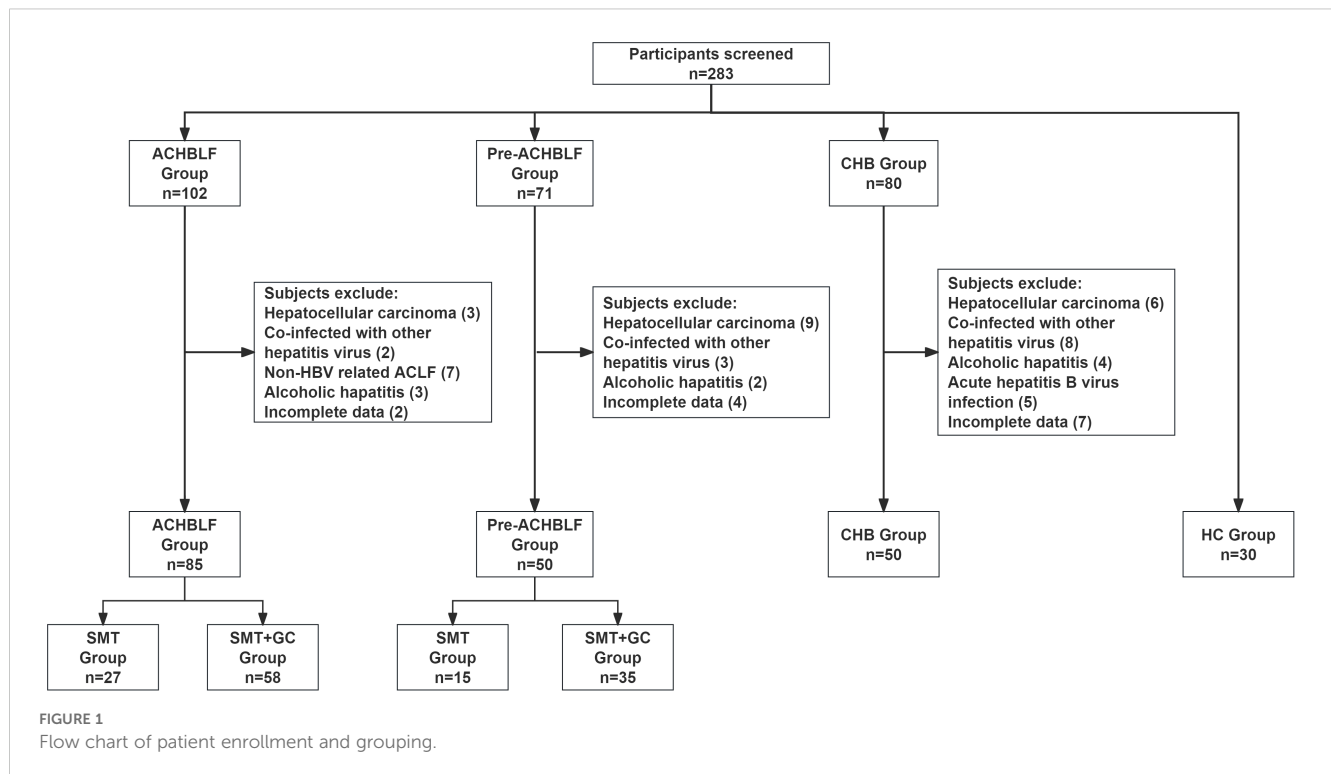 Participants screened
n=283
ACHBLF
Group
n=102
Pre-ACHBLF
Group
n=71
CHB Group
n=80
Subjects exclude:
Hepatocellular carcinoma (3)
Co-infected with other
hepatitis virus (2)
Non-HBV related ACLF (7)
Alcoholic hapatitis (3)
Incomplete data (2)
Subjects exclude:
Hepatocellular carcinoma (9)
Co-infected with other
hepatitis virus (3)
Alcoholic hapatitis (2)
Incomplete data (4)
Subjects exclude:
Hepatocellular carcinoma (6)
Co-infected with other
hepatitis virus (8)
Alcoholic hapatitis (4)
Acute hepatitis B virus
infection (5)
Incomplete data (7)
ACHBLF
Group
n=85
Pre-ACHBLF
Group
n=50
CHB Group
n=50
HC Group
n=30
SMT
Group
n=27
SMT+GC
Group
n=58
SMT
Group
n=15
SMT+GC
Group
n=35
FIGURE 1
Flow chart of patient enrollment and grouping.